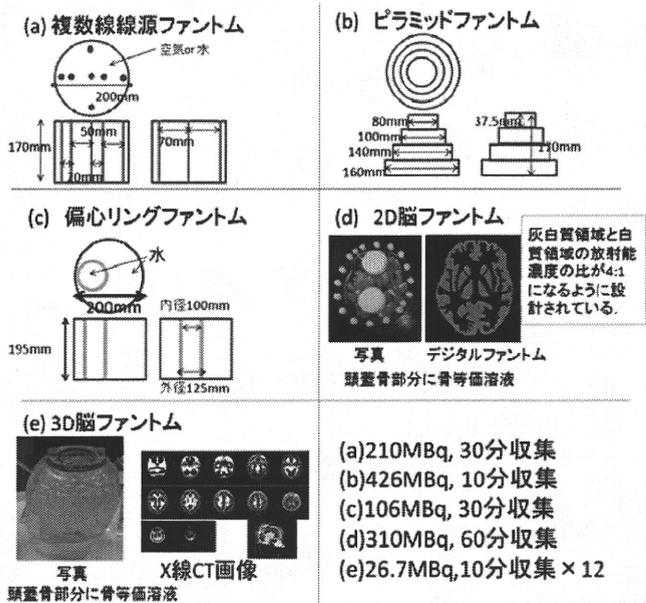 (a) 複数線線源ファントム
空気or 水
200mm
50mm
170mm
70mm
20mm
(b) ピラミッドファントム
80mm
37.5mm
100mm
140mm
160mm
(c) 偏心リングファントム
水
200mm
内径100mm
195mm
外径125mm
(d) 2D脳ファントム
灰白質領域と白
質領域の放射能
濃度の比が4:1
になるように設
計されている.
写真
デジタルファントム
頭蓋骨部分に骨等価溶液
(e) 3D脳ファントム
写真
X線CT画像
頭蓋骨部分に骨等価溶液
(a)210MBq, 30分収集
(b)426MBq, 10分収集
(c)106MBq, 30分収集
(d)310MBq, 60分収集
(e)26.7MBq,10分収集×12